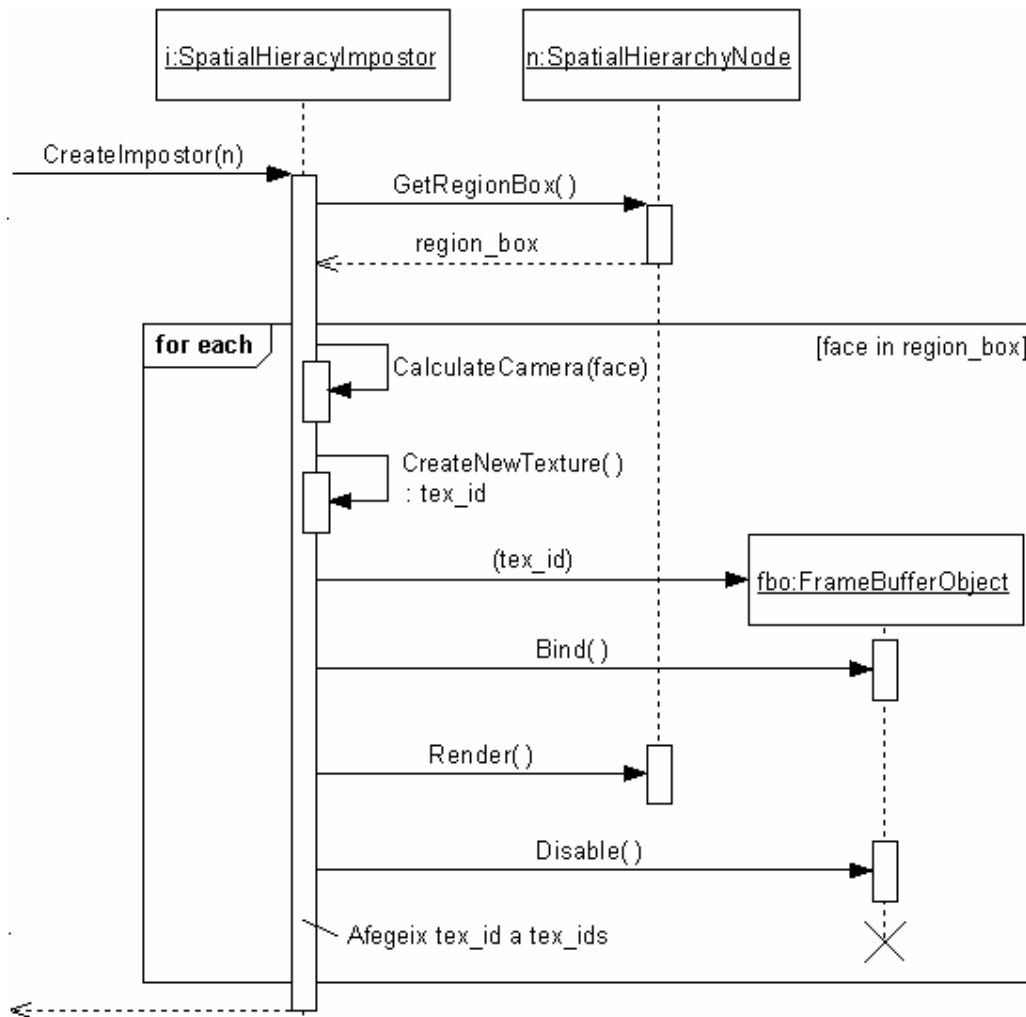 i:SpatialHieracyImpostor
n:SpatialHierarchyNode
CreateImpostor(n)
GetRegionBox()
region_box
for each
[face in region_box]
CalculateCamera(face)
CreateNewTexture()
: tex_id
(tex_id)
fbo:FrameBufferObject
Bind()
Render()
Disable()
Afegeix tex_id a tex_ids